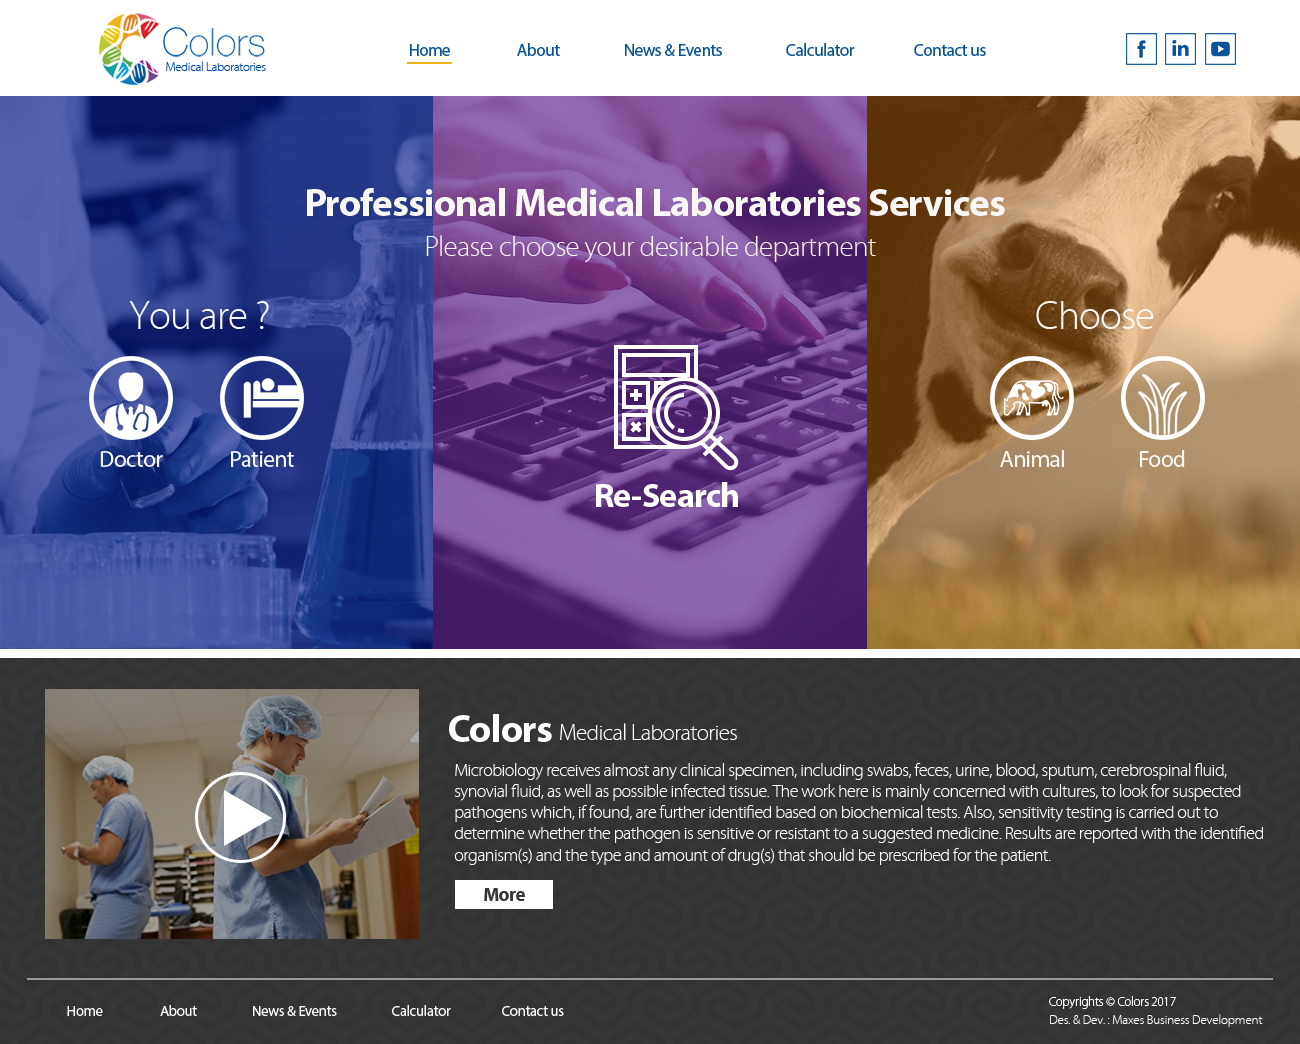 Colors
Medical Laboratories
Home
About
News & Events
Calculator
Contact us
f
in
Professional Medical Laboratories Services
Please choose your desirable department
You are ?
Doctor
Patient
Re-Search
Choose
Animal
Food
Colors Medical Laboratories
Microbiology receives almost any clinical specimen, including swabs, feces, urine, blood, sputum, cerebrospinal fluid,
synovial fluid, as well as possible infected tissue. The work here is mainly concerned with cultures, to look for suspected
pathogens which, if found, are further identified based on biochemical tests. Also, sensitivity testing is carried out to
determine whether the pathogen is sensitive or resistant to a suggested medicine. Results are reported with the identified
organism(s) and the type and amount of drug(s) that should be prescribed for the patient.
More
Home
About
News & Events
Calculator
Contact us
Copyrights © Colors 2017
Des. & Dev. : Maxes Business Development